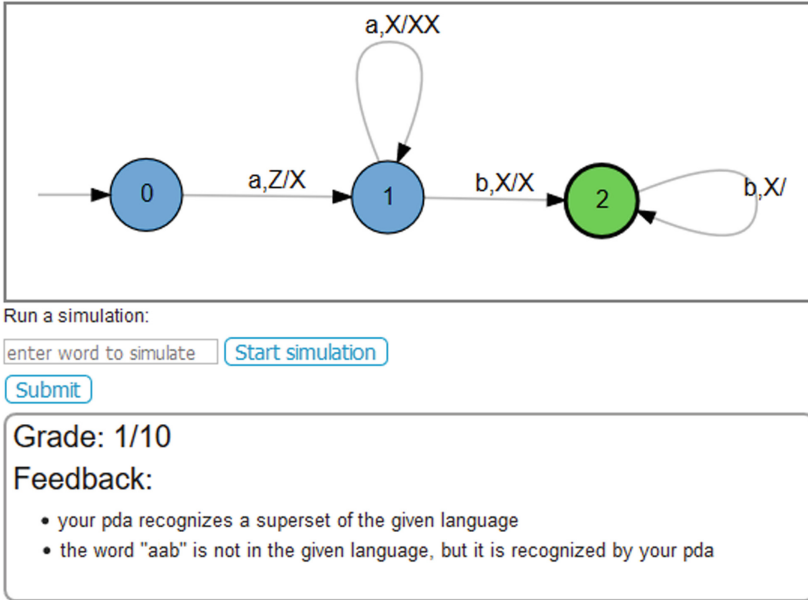 a,X/XX
0
a,Z/X
1
b,X/X
2
b,X/
Run a simulation:
enter word to simulate
Start simulation
Submit
Grade: 1/10
Feedback:
• your pda recognizes a superset of the given language
• the word "aab" is not in the given language, but it is recognized by your pda